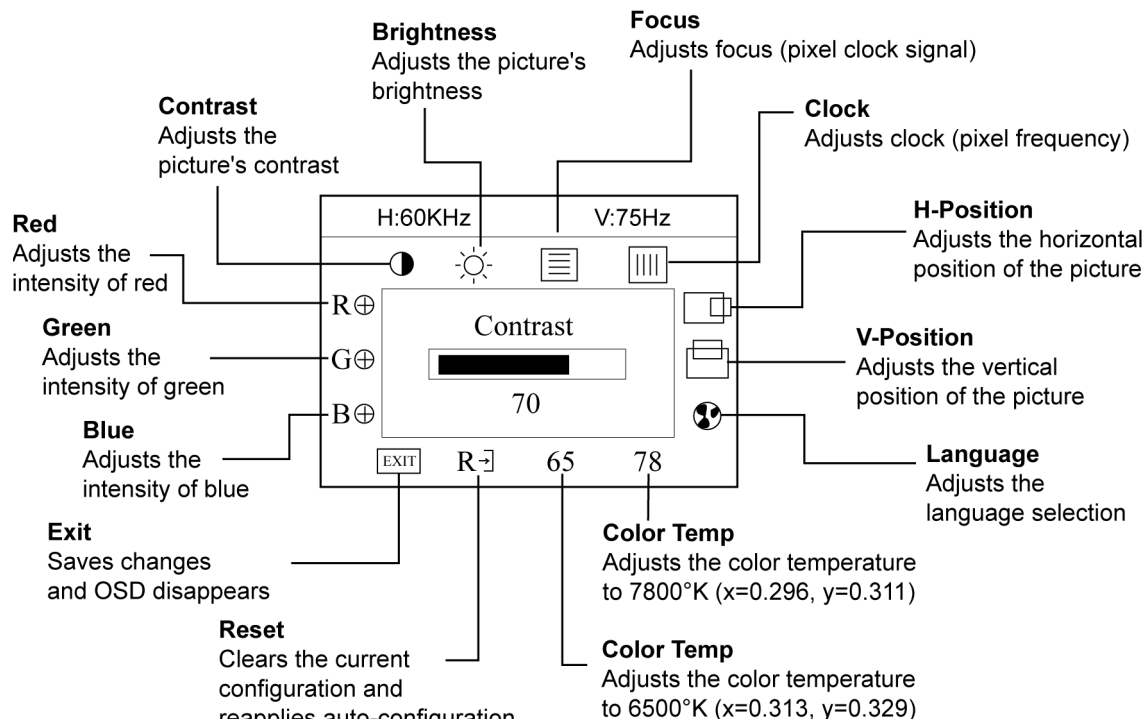 Focus
Adjusts focus (pixel clock signal)
Brightness
Adjusts the picture's
brightness
Contrast
Adjusts the
picture's contrast
Clock
Adjusts clock (pixel frequency)
Red
Adjusts the
intensity of red
H:60KHz V:75Hz
H-Position
Adjusts the horizontal
position of the picture
R
Contrast
Green
Adjusts the
intensity of green
G
V-Position
Adjusts the vertical
position of the picture
70
B
Blue
Adjusts the
intensity of blue
EXIT R 65 78
Language
Adjusts the
language selection
Exit
Saves changes
and OSD disappears
Color Temp
Adjusts the color temperature
to 7800°K (x=0.296, y=0.311)
Reset
Clears the current
configuration and
reapplies auto-configuration
Color Temp
Adjusts the color temperature
to 6500°K (x=0.313, y=0.329)